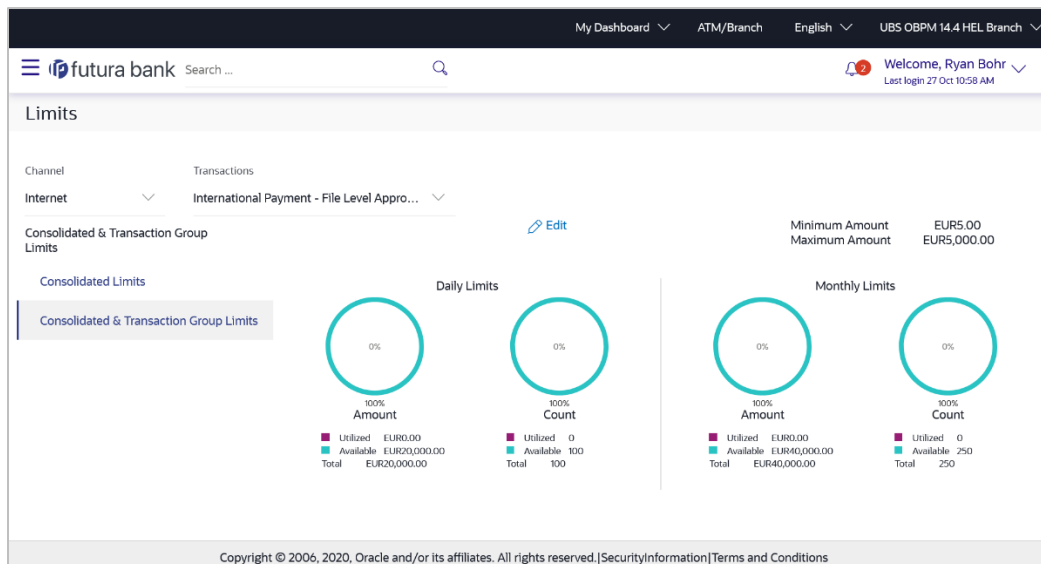 My Dashboard ATM/Branch English UBS OBPM 14.4 HEL Branch
futura bank Search ... 2 Welcome, Ryan Bohr
Last login 27 Oct 10:58 AM
Limits
Channel Transactions
Internet International Payment - File Level Appro...
Consolidated & Transaction Group
Limits
Edit
Minimum Amount EUR5.00
Maximum Amount EUR5,000.00
Consolidated Limits
Consolidated & Transaction Group Limits
Daily Limits
0% 0%
100% 100%
Amount Count
Utilized EUR0.00 Utilized 0
Available EUR20,000.00 Available 100
Total EUR20,000.00 Total 100
Monthly Limits
0% 0%
100% 100%
Amount Count
Utilized EUR0.00 Utilized 0
Available EUR40,000.00 Available 250
Total EUR40,000.00 Total 250
Copyright © 2006, 2020, Oracle and/or its affiliates. All rights reserved.|SecurityInformation|Terms and Conditions